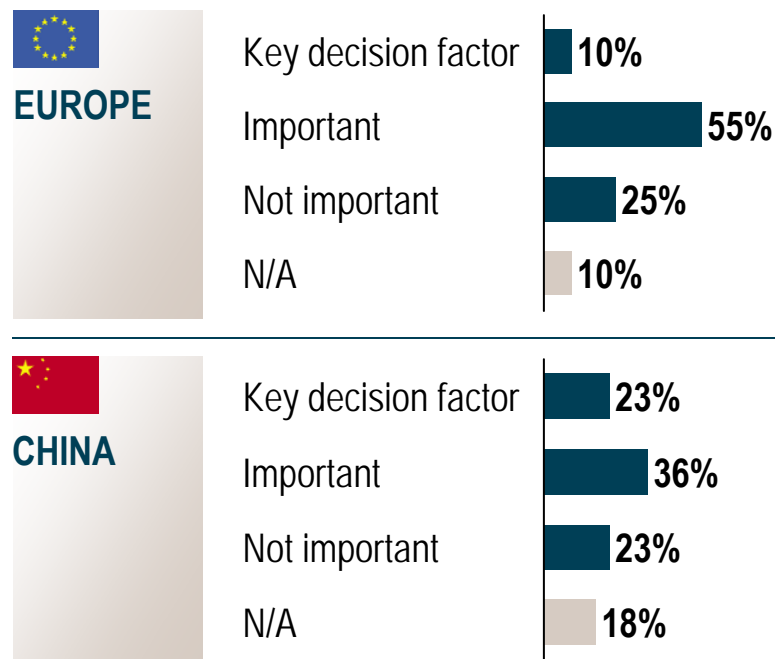 EUROPE
Key decision factor 10%
Important 55%
Not important 25%
N/A 10%
CHINA
Key decision factor 23%
Important 36%
Not important 23%
N/A 18%